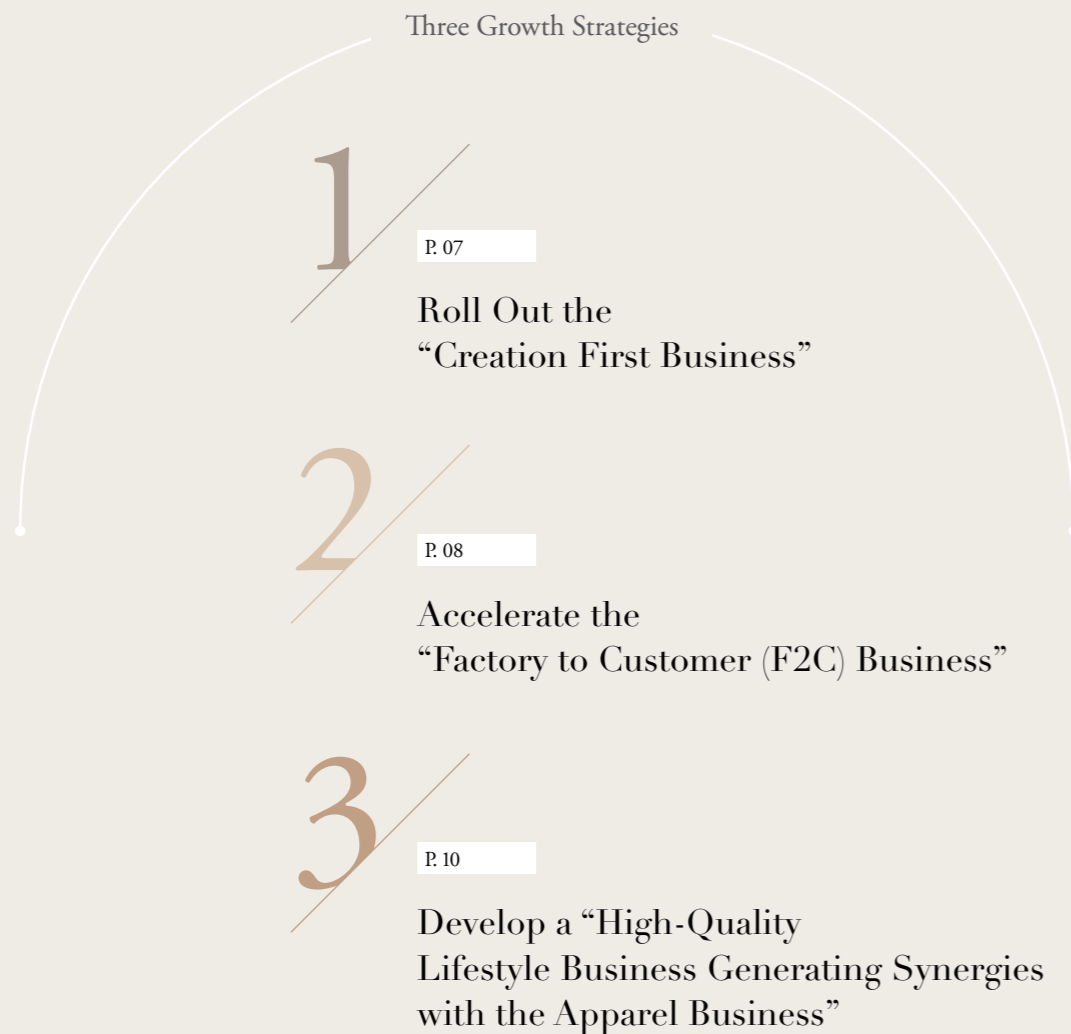 Three Growth Strategies
1
P. 07
Roll Out the
“Creation First Business”
2
P. 08
Accelerate the
“Factory to Customer (F2C) Business”
3
P. 10
Develop a “High-Quality
Lifestyle Business Generating Synergies
with the Apparel Business”